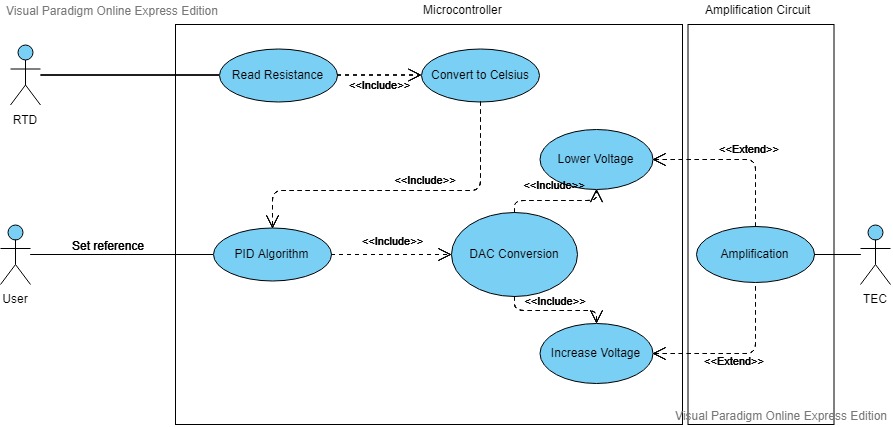 Visual Paradigm Online Express Edition
Microcontroller
Amplification Circuit
Read Resistance
<<Include>>
Convert to Celsius
RTD
<<Extend>>
Lower Voltage
<<Include>>
<<Include>>
Set reference
PID Algorithm
<<Include>>
DAC Conversion
Amplification
User
TEC
<<Include>>
Increase Voltage
<<Extend>>
Visual Paradigm Online Express Edition